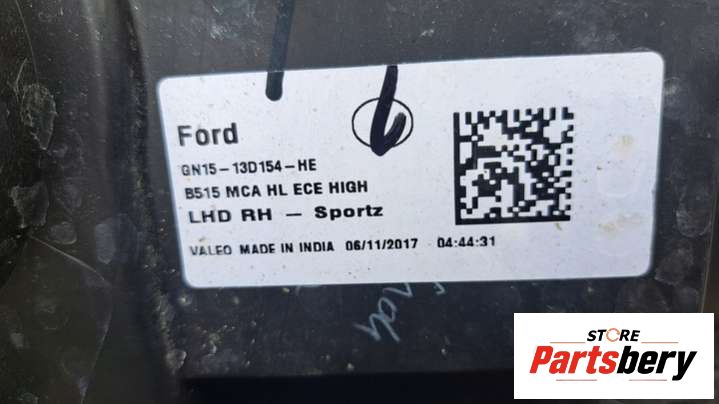 Ford
GN15-13D154-HE
B515 MCA HL ECE HIGH
LHD RH - Sportz
VALEO MADE IN INDIA 06/11/2017 04:44:31
STORE
Partsbery